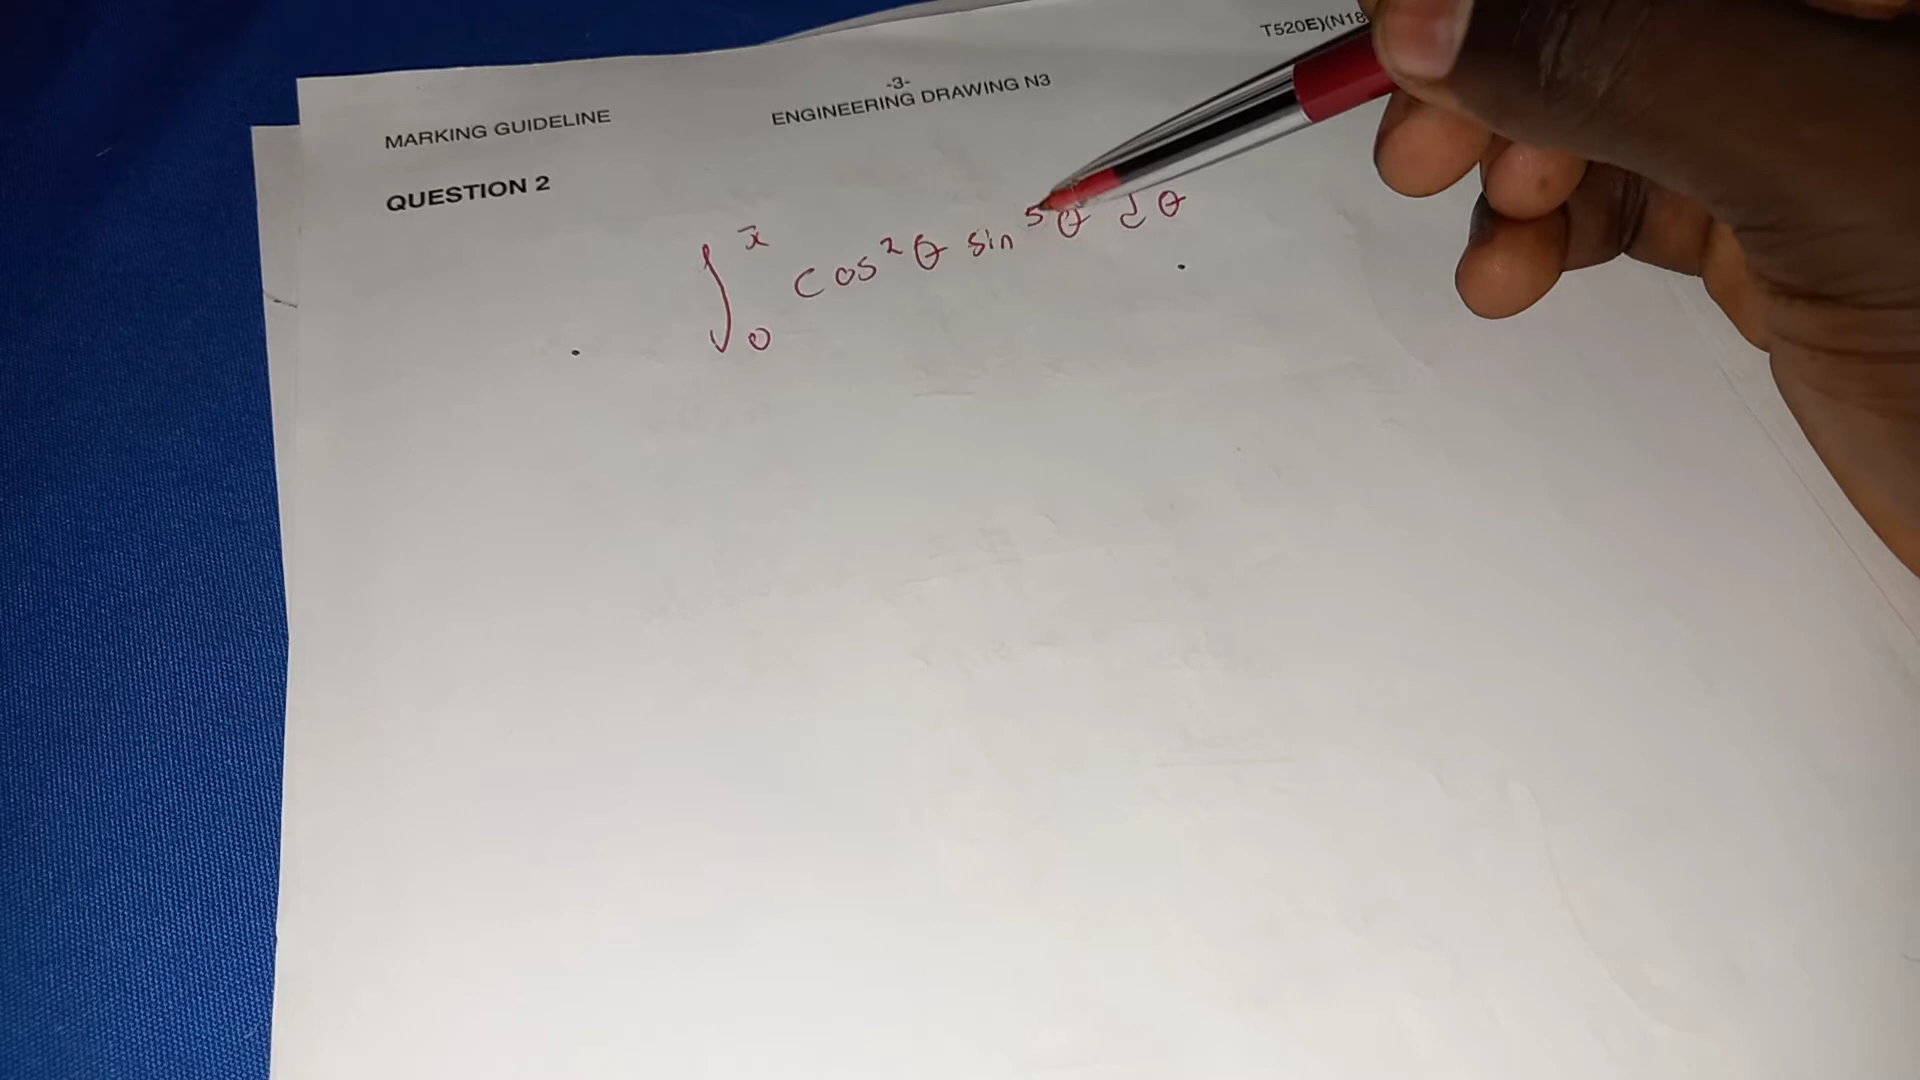 T520E)(N18
-3-
MARKING GUIDELINE ENGINEERING DRAWING N3
QUESTION 2
∫₀^π cos²θ sin⁵θ dθ